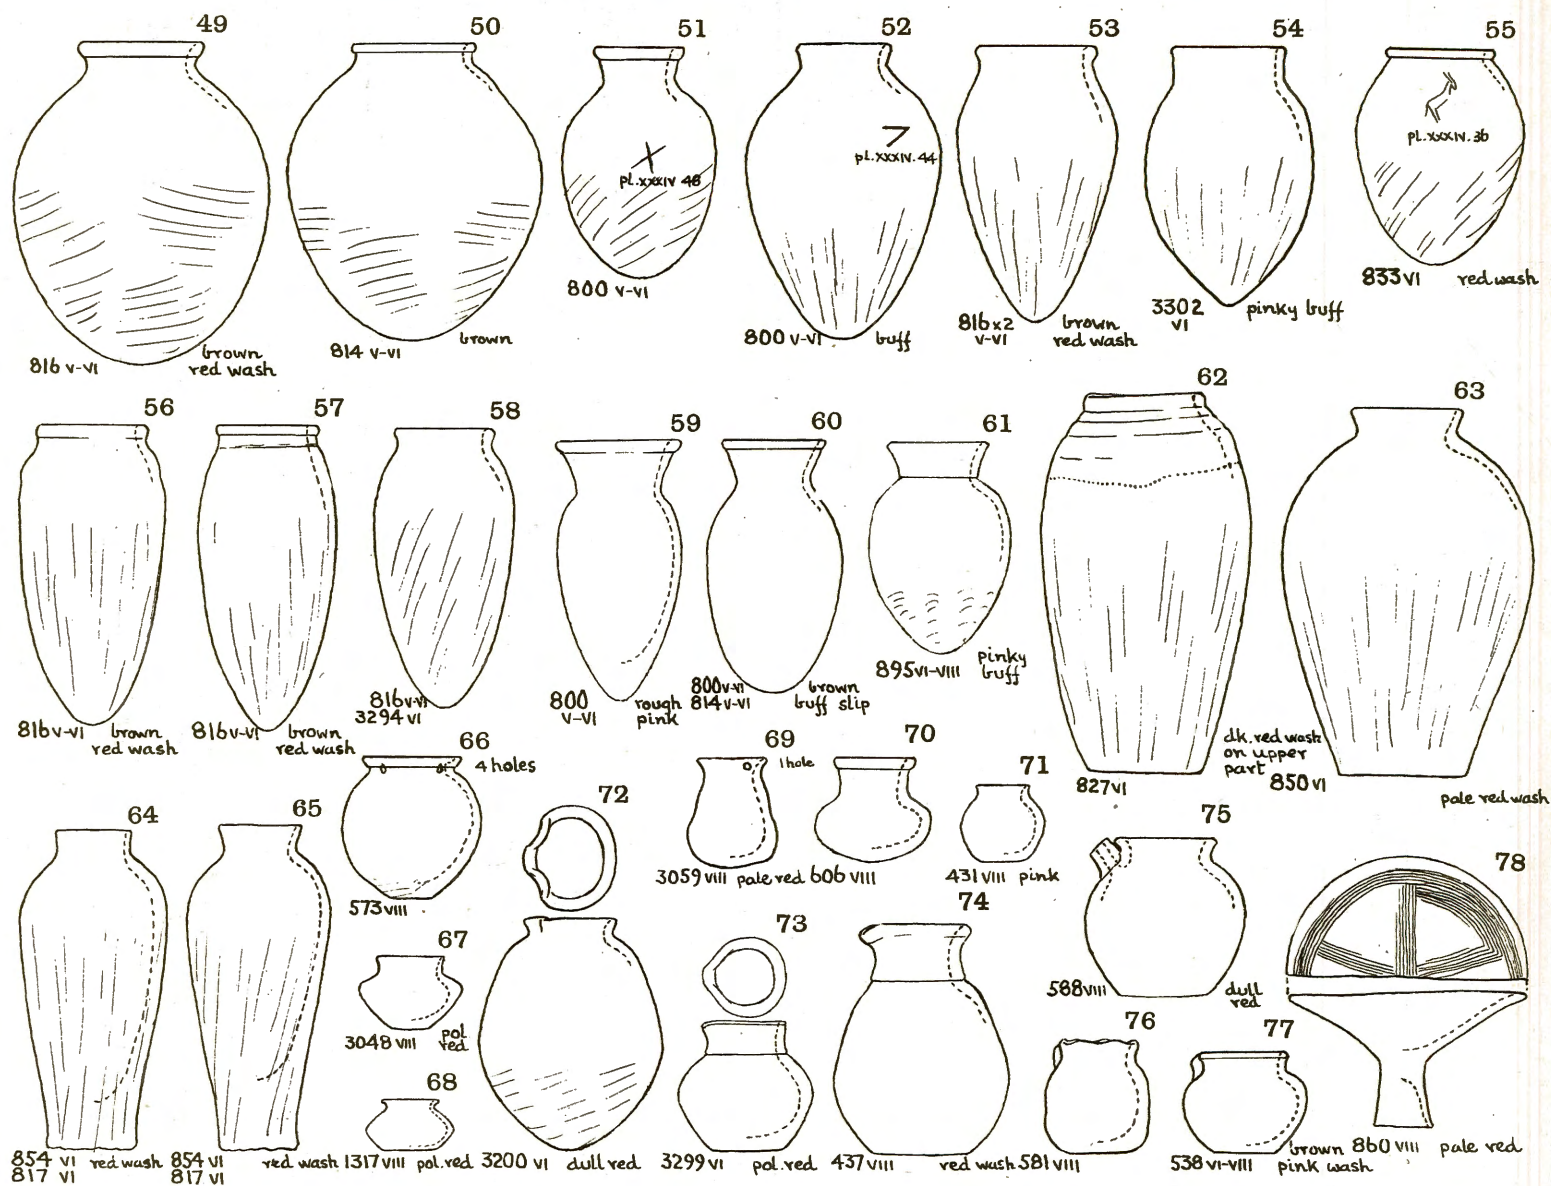 49
50
51
52
53
54
55
pl.xxxiv 48
pl.xxxiv.44
pl.xxxiv.36
816 v-vi
brown
red wash
814 v-vi
brown
800 v-vi
800 v-vi
buff
816x2
v-vi
brown
red wash
3302
vi
pinky buff
833 vi
red wash
56
57
58
59
60
61
62
63
816 v-vi
brown
red wash
816 v-vi
brown
red wash
816 v-vi
3294 vi
800
v-vi
rough
pink
800 v-vi
814 v-vi
brown
buff slip
895 vi-viii
pinky
buff
827 vi
dk. red wash
on upper
part
850 vi
pale red wash
64
65
66
4 holes
573 viii
67
3048 viii
pol
red
68
1317 viii
pol. red
69
1 hole
3059 viii
pale red
70
606 viii
71
431 viii
pink
72
3200 vi
dull red
73
3299 vi
pol. red
74
437 viii
red wash
75
588 viii
dull
red
76
581 viii
77
538 vi-viii
brown
pink wash
78
860 viii
pale red
854 vi
817 vi
red wash
854 vi
817 vi
red wash